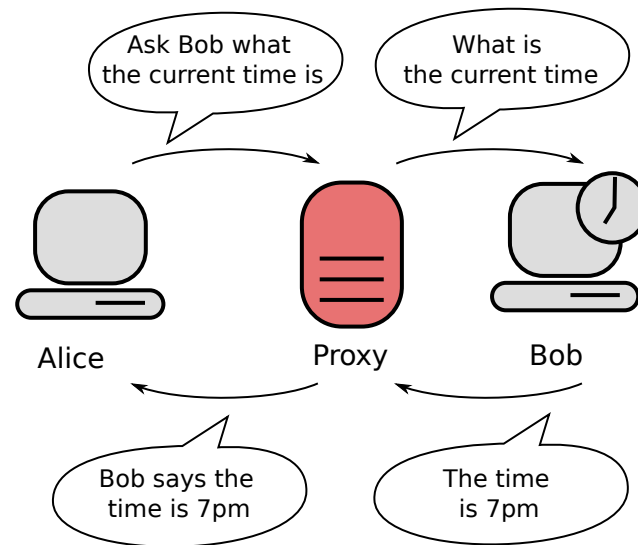 Ask Bob what
the current time is
What is
the current time
Alice
Proxy
Bob
Bob says the
time is 7pm
The time
is 7pm